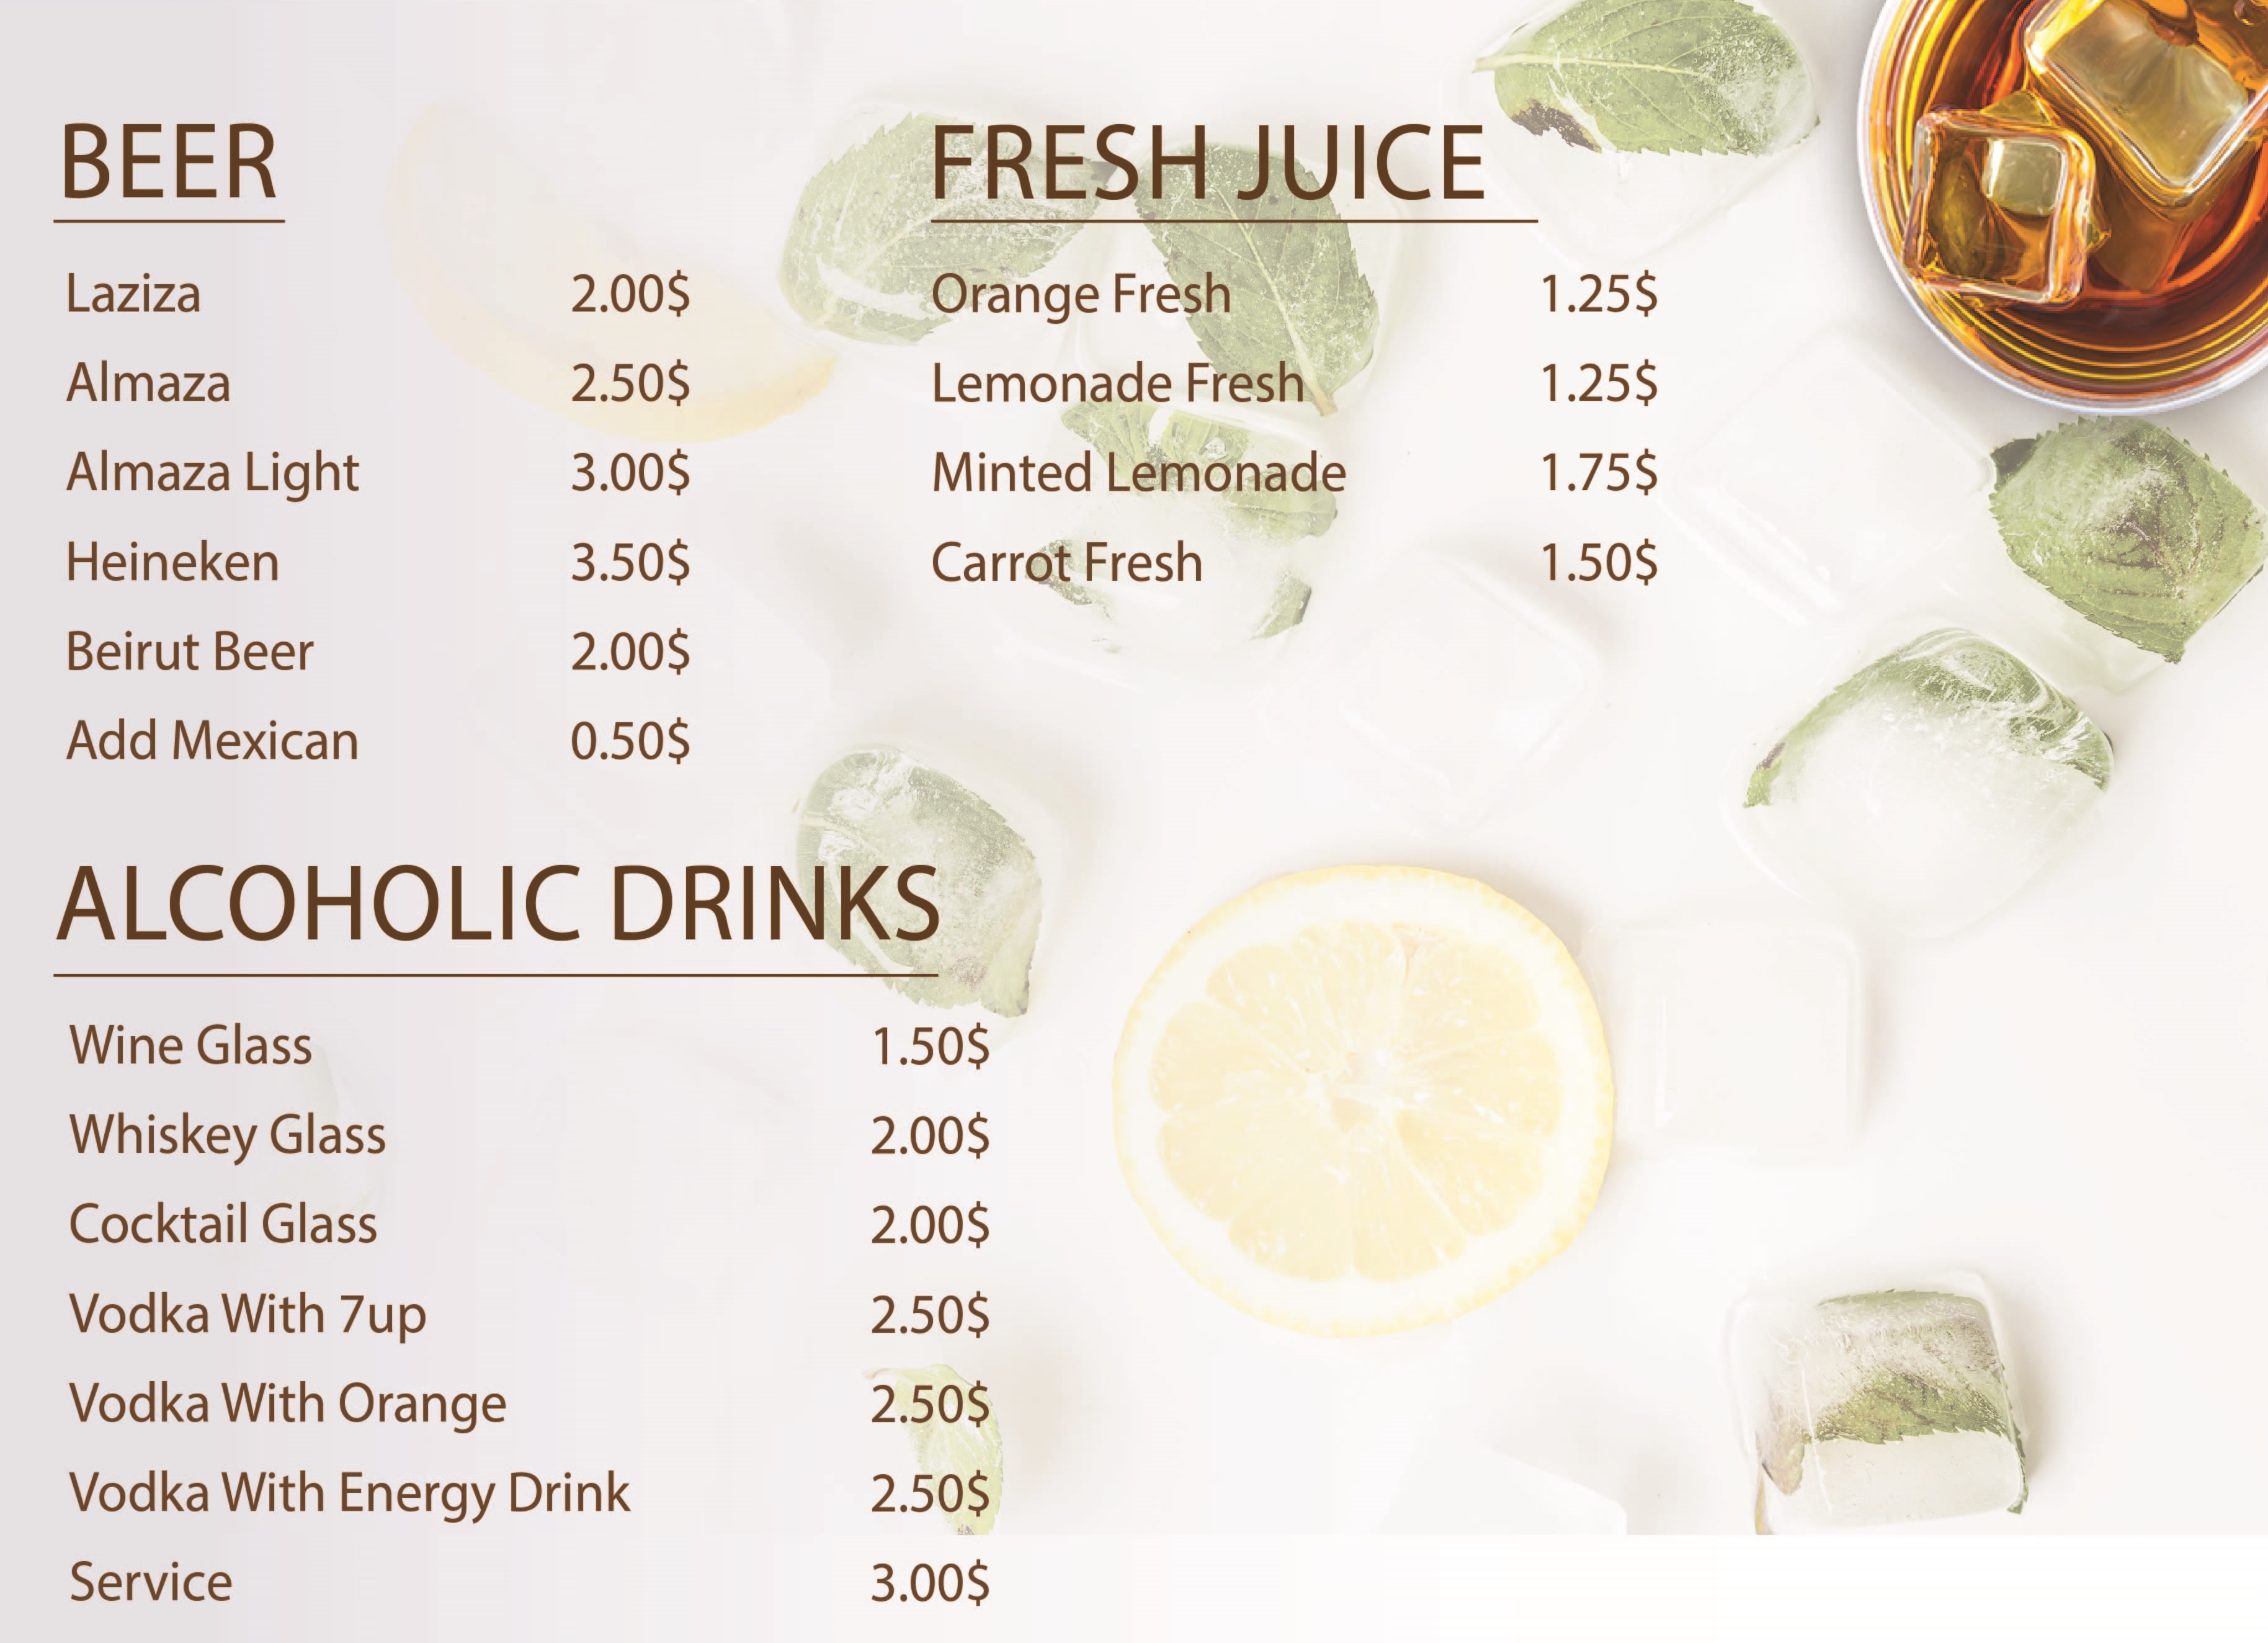 BEER
Laziza 2.00$
Almaza 2.50$
Almaza Light 3.00$
Heineken 3.50$
Beirut Beer 2.00$
Add Mexican 0.50$
FRESH JUICE
Orange Fresh 1.25$
Lemonade Fresh 1.25$
Minted Lemonade 1.75$
Carrot Fresh 1.50$
ALCOHOLIC DRINKS
Wine Glass 1.50$
Whiskey Glass 2.00$
Cocktail Glass 2.00$
Vodka With 7up 2.50$
Vodka With Orange 2.50$
Vodka With Energy Drink 2.50$
Service 3.00$